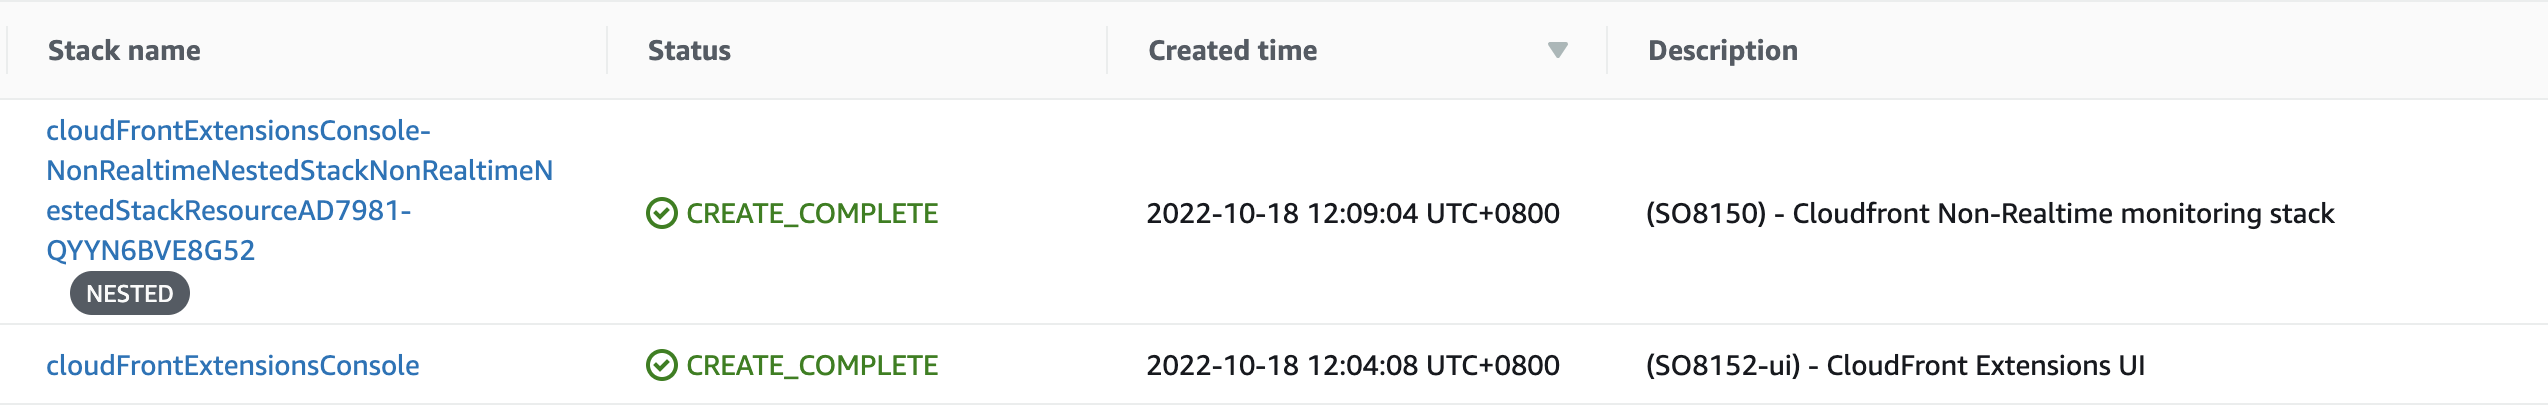 Stack name Status Created time Description
cloudFrontExtensionsConsole-
NonRealtimeNestedStackNonRealtimeN
estedStackResourceAD7981-
QYYN6BVE8G52
NESTED
CREATE_COMPLETE 2022-10-18 12:09:04 UTC+0800 (SO8150) - Cloudfront Non-Realtime monitoring stack
cloudFrontExtensionsConsole CREATE_COMPLETE 2022-10-18 12:04:08 UTC+0800 (SO8152-ui) - CloudFront Extensions UI